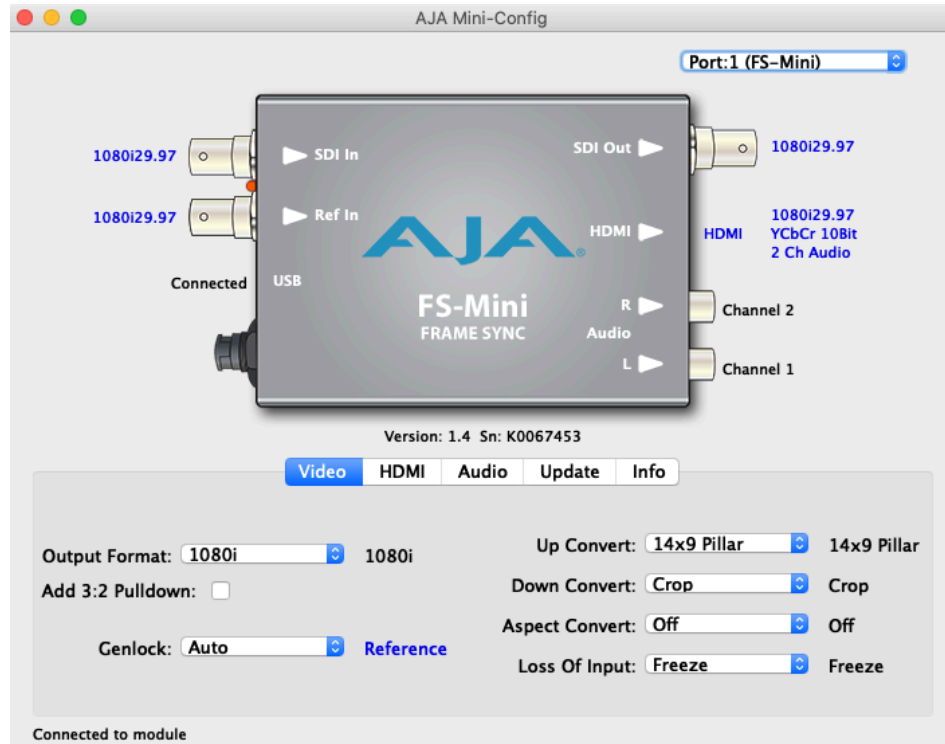 AJA Mini-Config
Port:1 (FS-Mini)
1080i29.97
SDI In
SDI Out
1080i29.97
1080i29.97
Ref In
HDMI
HDMI
1080i29.97
YCbCr 10Bit
2 Ch Audio
AJA®
Connected
USB
FS-Mini
FRAME SYNC
R
Channel 2
Audio
L
Channel 1
Version: 1.4 Sn: K0067453
Video HDMI Audio Update Info
Output Format: 1080i 1080i
Add 3:2 Pulldown:
Genlock: Auto Reference
Up Convert: 14x9 Pillar 14x9 Pillar
Down Convert: Crop Crop
Aspect Convert: Off Off
Loss Of Input: Freeze Freeze
Connected to module